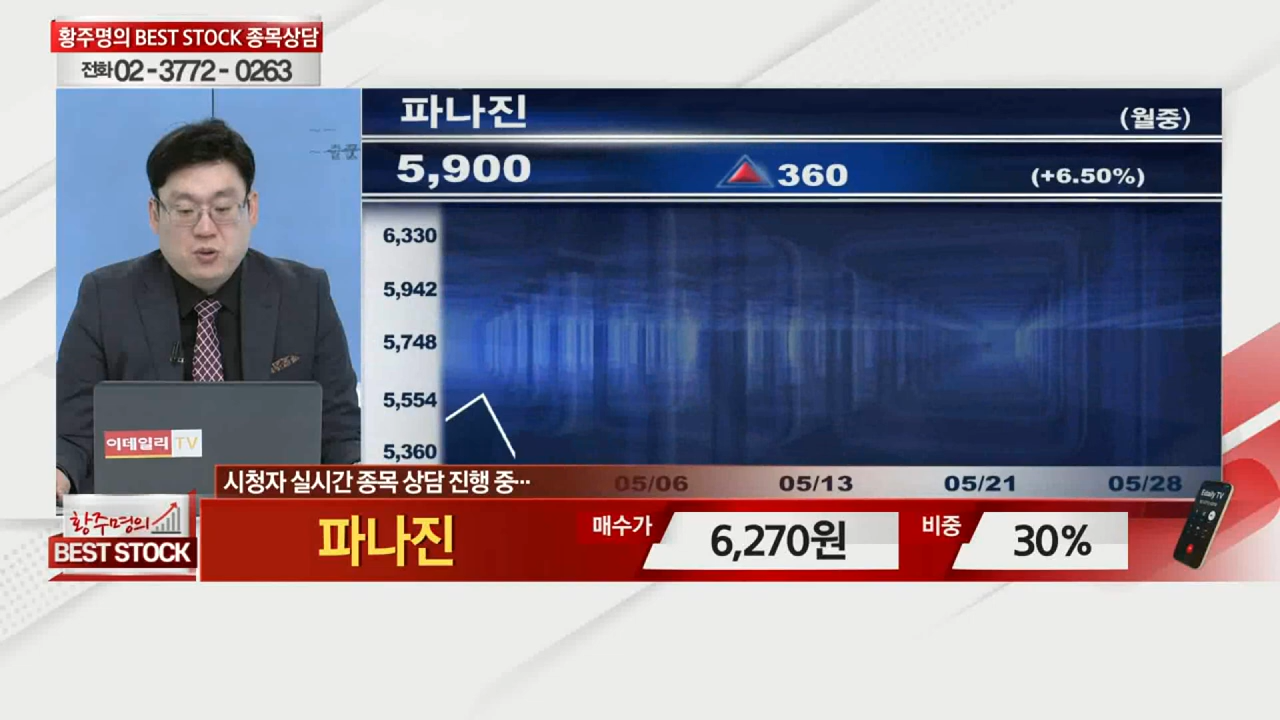 황주명의 BEST STOCK 종목상담
전화 02-3772-0263
파나진
(월중)
5,900
360
(+6.50%)
6,330
5,942
5,748
5,554
5,360
05/06
05/13
05/21
05/28
이데일리 TV
시청자 실시간 종목 상담 진행 중...
황주명의
BEST STOCK
파나진
매수가
6,270원
비중
30%